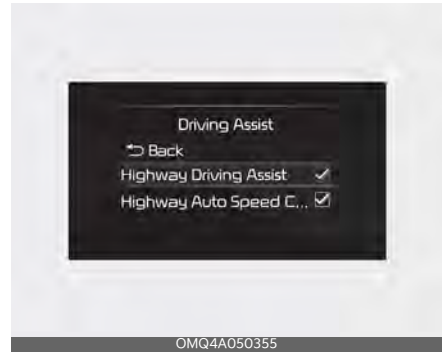 Driving Assist
Back
Highway Driving Assist
Highway Auto Speed C...
OMQ4A050355